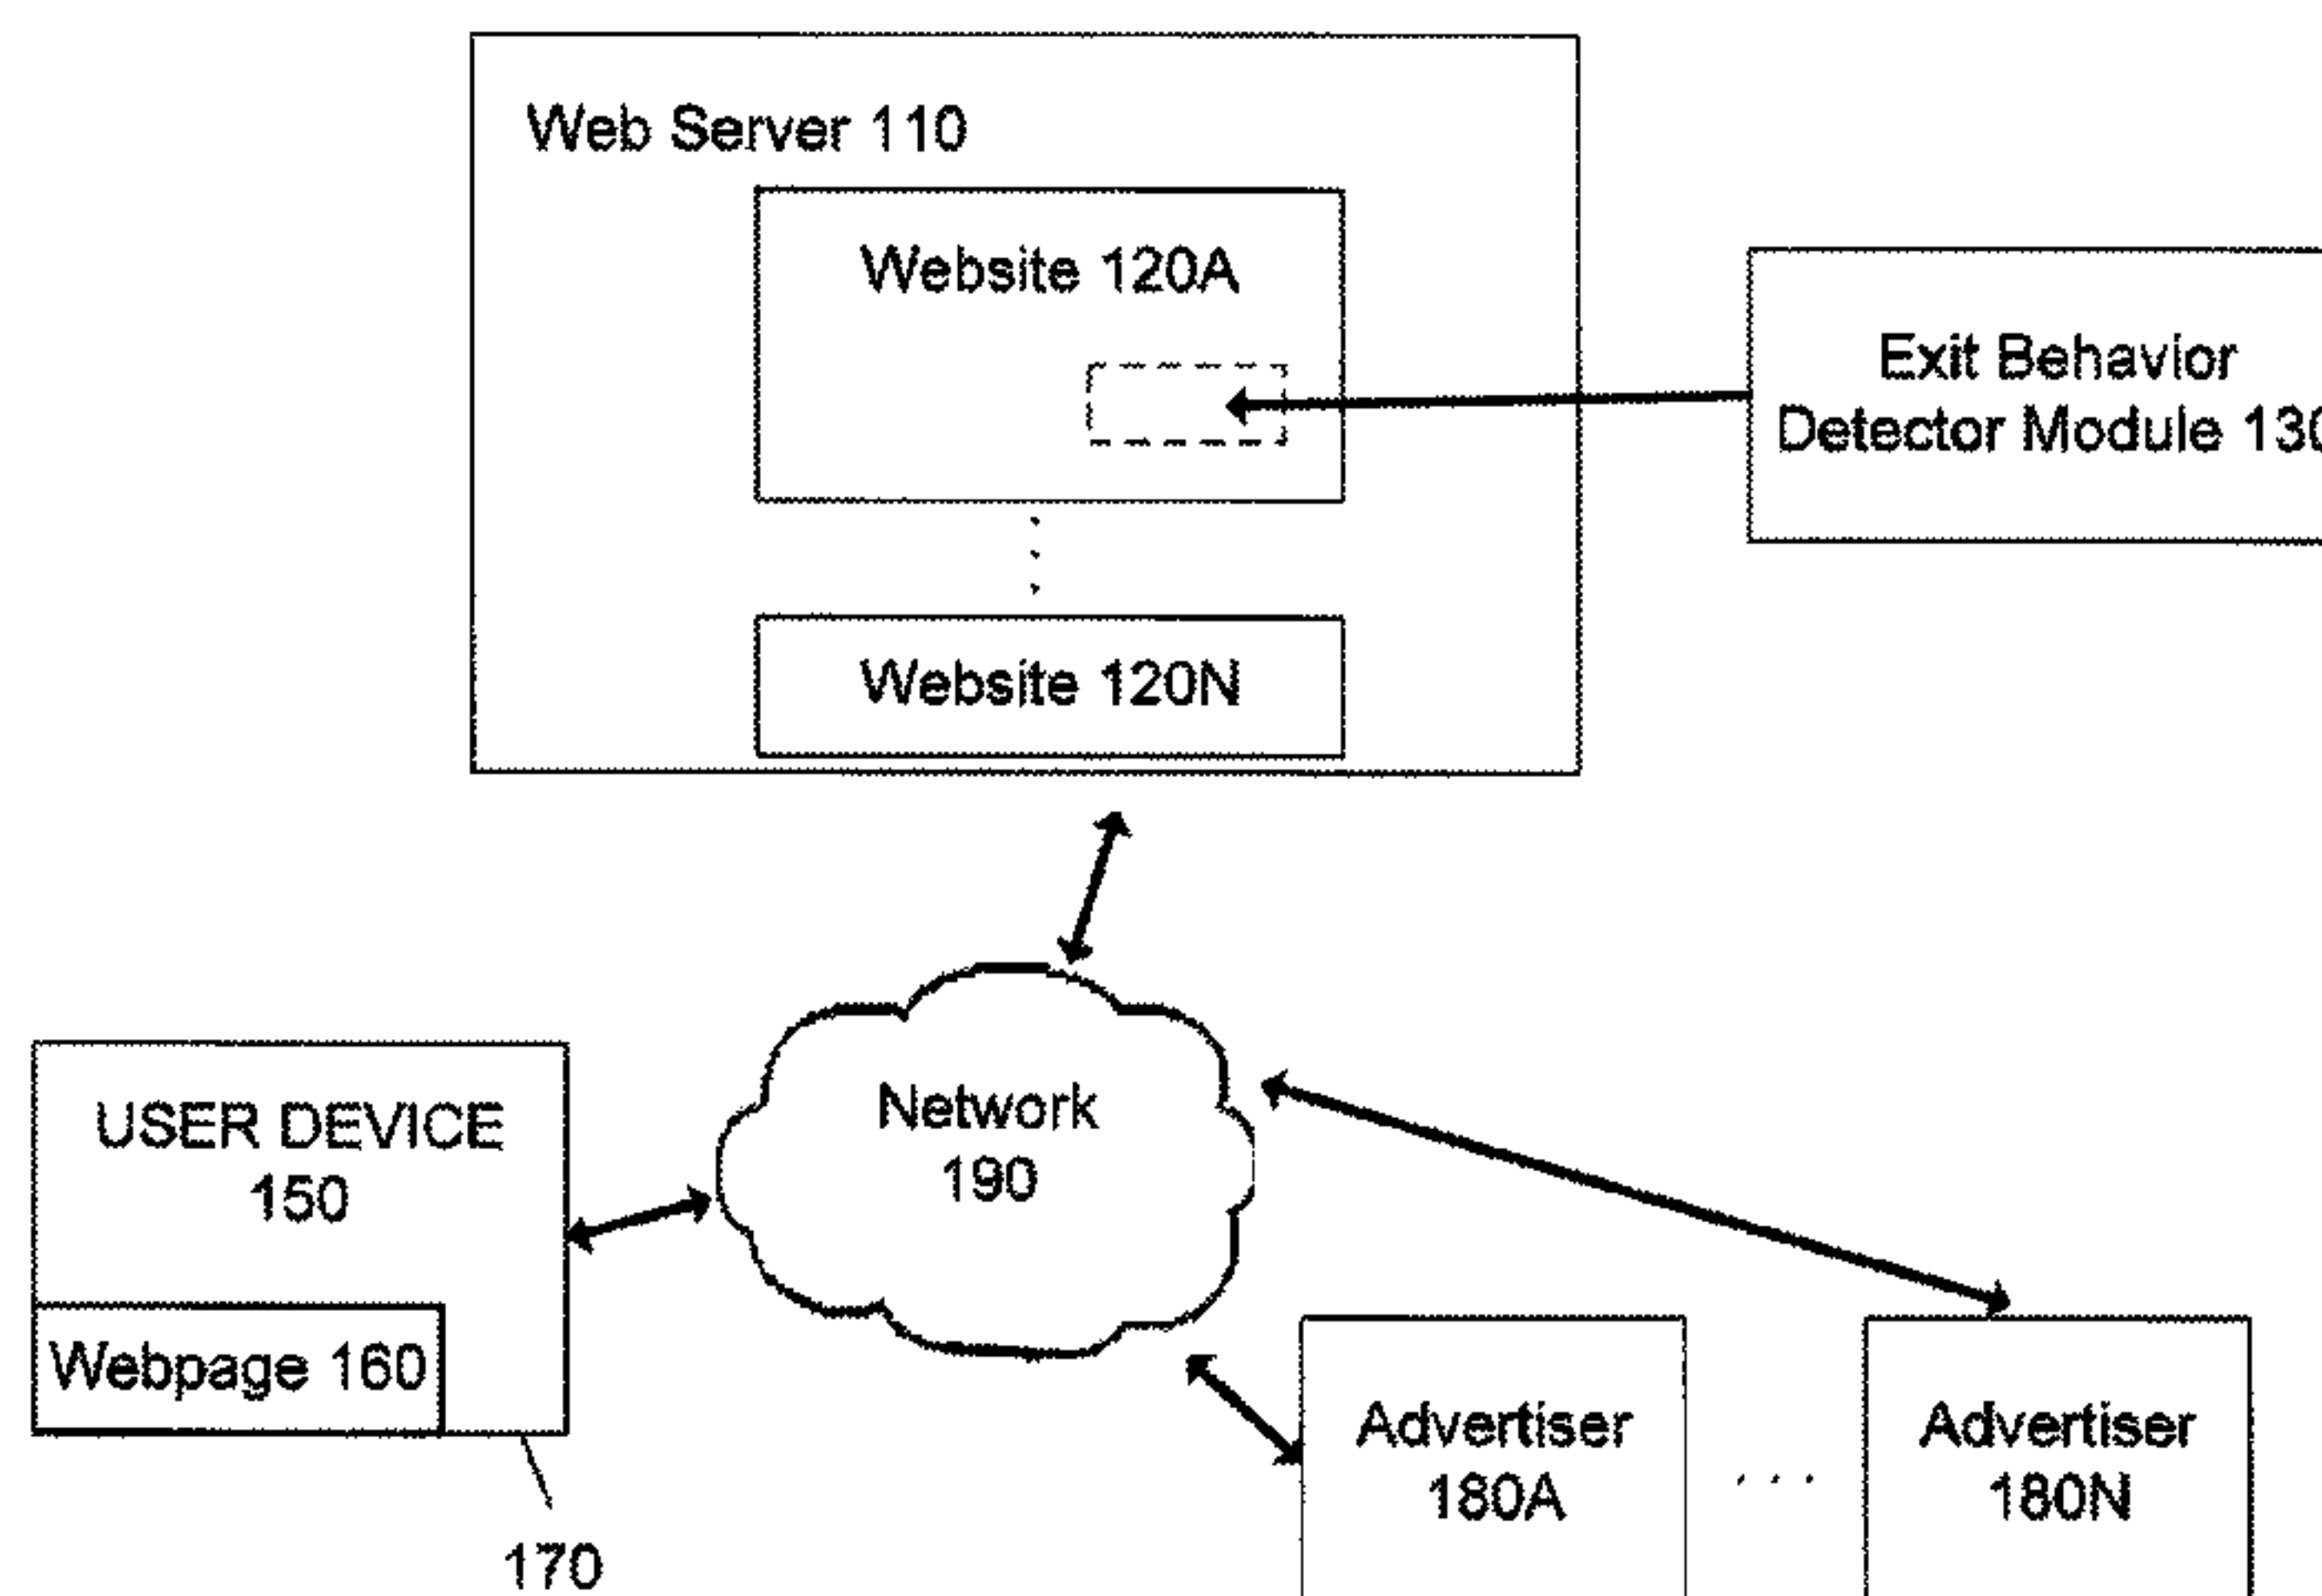 Web Server 110
Website 120A
Exit Behavior
Detector Module 130
Website 120N
Network
190
USER DEVICE
150
Webpage 160
170
Advertiser
180A
Advertiser
180N